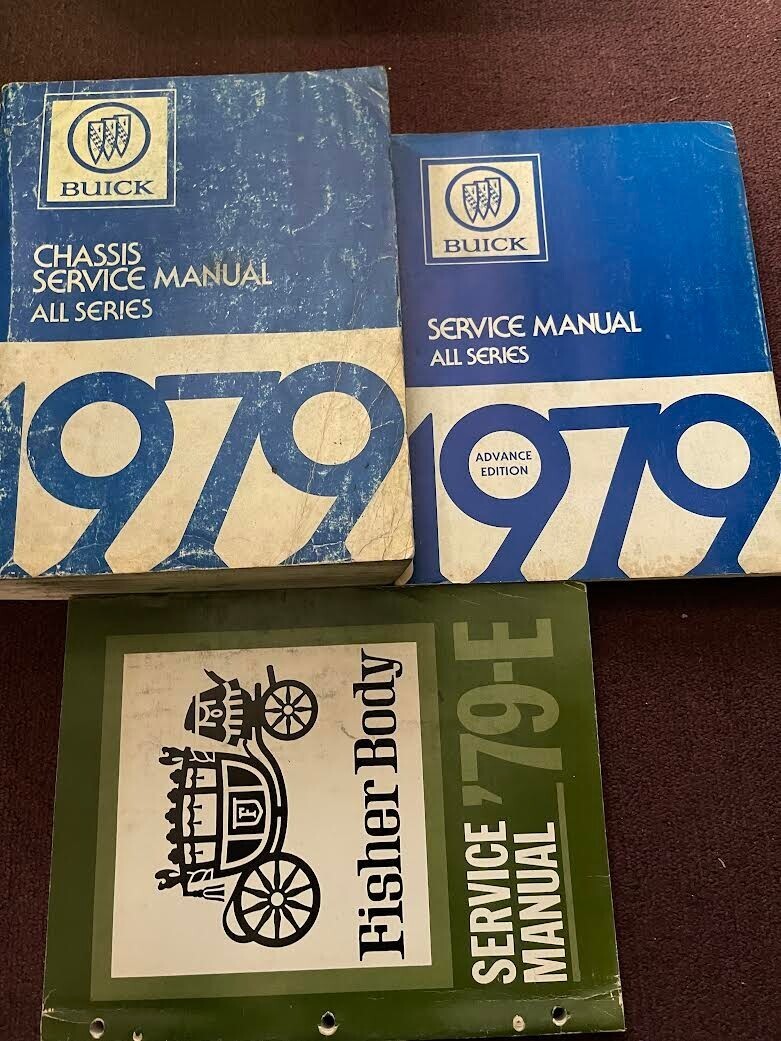 BUICK
CHASSIS
SERVICE MANUAL
ALL SERIES
1979
BUICK
SERVICE MANUAL
ALL SERIES
1979
ADVANCE
EDITION
F
Fisher Body
SERVICE '79-E
MANUAL